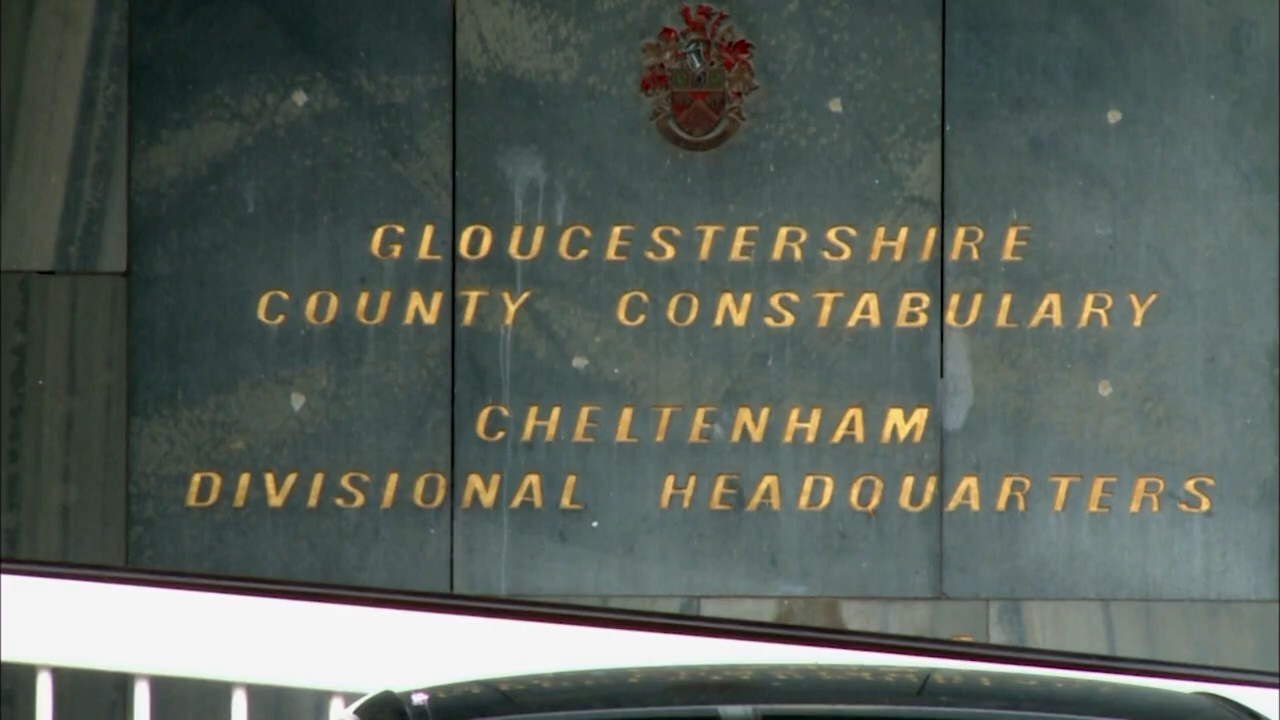 GLOUCESTERSHIRE
COUNTY CONSTABULARY
CHELTENHAM
DIVISIONAL HEADQUARTERS